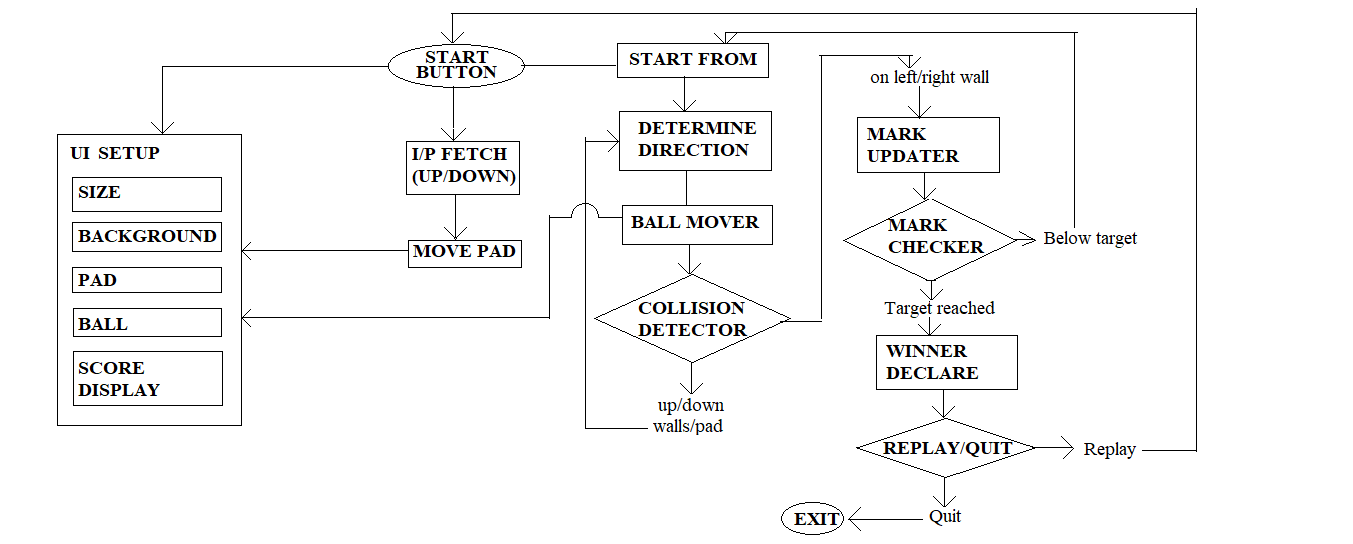 START
BUTTON
START FROM
on left/right wall
DETERMINE
DIRECTION
MARK
UPDATER
UI SETUP
SIZE
BACKGROUND
PAD
BALL
SCORE
DISPLAY
I/P FETCH
(UP/DOWN)
MOVE PAD
BALL MOVER
MARK
CHECKER
Below target
COLLISION
DETECTOR
Target reached
WINNER
DECLARE
up/down
walls/pad
REPLAY/QUIT
Replay
Quit
EXIT